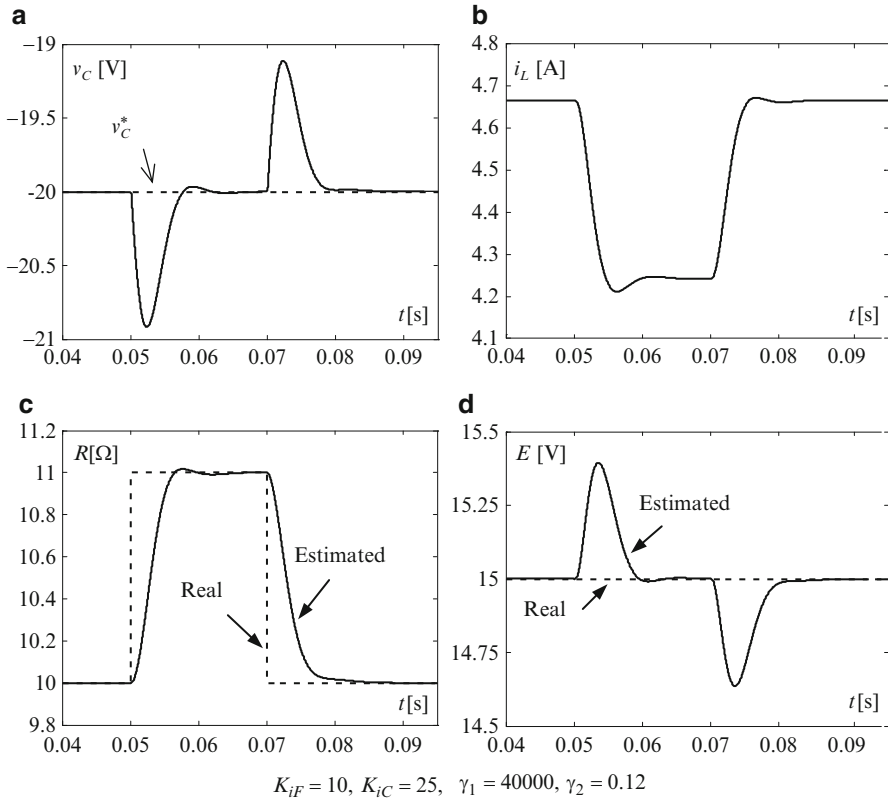 a
−19
v_C [V]
−19.5
v_C^*
-20
−20.5
t[s]
−21
0.04 0.05 0.06 0.07 0.08 0.09
b
4.8
i_L [A]
4.7
4.6
4.5
4.4
4.3
4.2
t[s]
4.1
0.04 0.05 0.06 0.07 0.08 0.09
c
11.2
R[Ω]
11
10.8
10.6
Estimated
10.4
Real
10.2
10
t[s]
9.8
0.04 0.05 0.06 0.07 0.08 0.09
d
15.5
E [V]
Estimated
15.25
15
Real
14.75
t[s]
14.5
0.04 0.05 0.06 0.07 0.08 0.09
K_{iF} = 10, K_{iC} = 25, γ_1 = 40000, γ_2 = 0.12